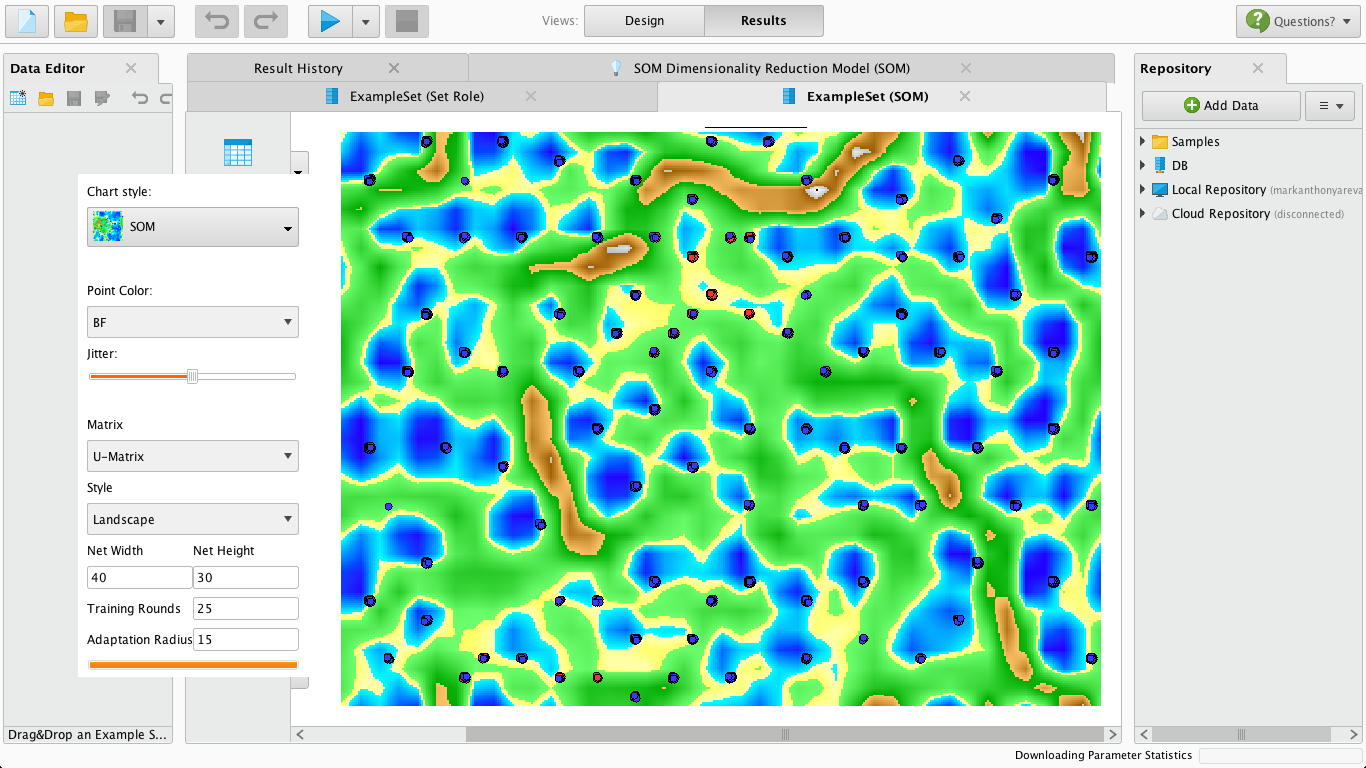 Views:
Design
Results
Questions?
Data Editor
Result History
SOM Dimensionality Reduction Model (SOM)
ExampleSet (Set Role)
ExampleSet (SOM)
Repository
Add Data
Samples
DB
Local Repository (markanthonyareva
Cloud Repository (disconnected)
Chart style:
SOM
Point Color:
BF
Jitter:
Matrix
U-Matrix
Style
Landscape
Net Width Net Height
40 30
Training Rounds 25
Adaptation Radius 15
Drag&Drop an Example S...
Downloading Parameter Statistics